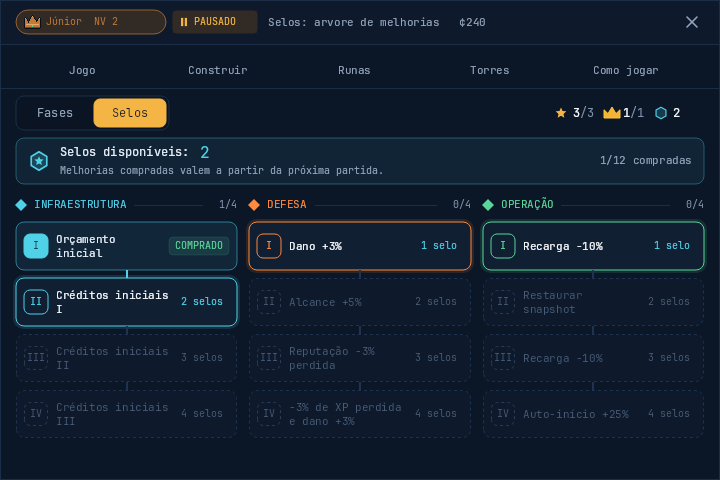 Júnior NV 2
PAUSADO
Selos: arvore de melhorias ¢240
Jogo Construir Runas Torres Como jogar
Fases Selos
3/3 1/1 2
Selos disponíveis: 2
Melhorias compradas valem a partir da próxima partida.
1/12 compradas
INFRAESTRUTURA 1/4
I Orçamento
inicial
COMPRADO
II Créditos iniciais
I
2 selos
III Créditos iniciais
II
3 selos
IV Créditos iniciais
III
4 selos
DEFESA 0/4
I Dano +3% 1 selo
II Alcance +5% 2 selos
III Reputação -3%
perdida
3 selos
IV -3% de XP perdida
e dano +3%
4 selos
OPERAÇÃO 0/4
I Recarga -10% 1 selo
II Restaurar
snapshot
2 selos
III Recarga -10% 3 selos
IV Auto-início +25% 4 selos